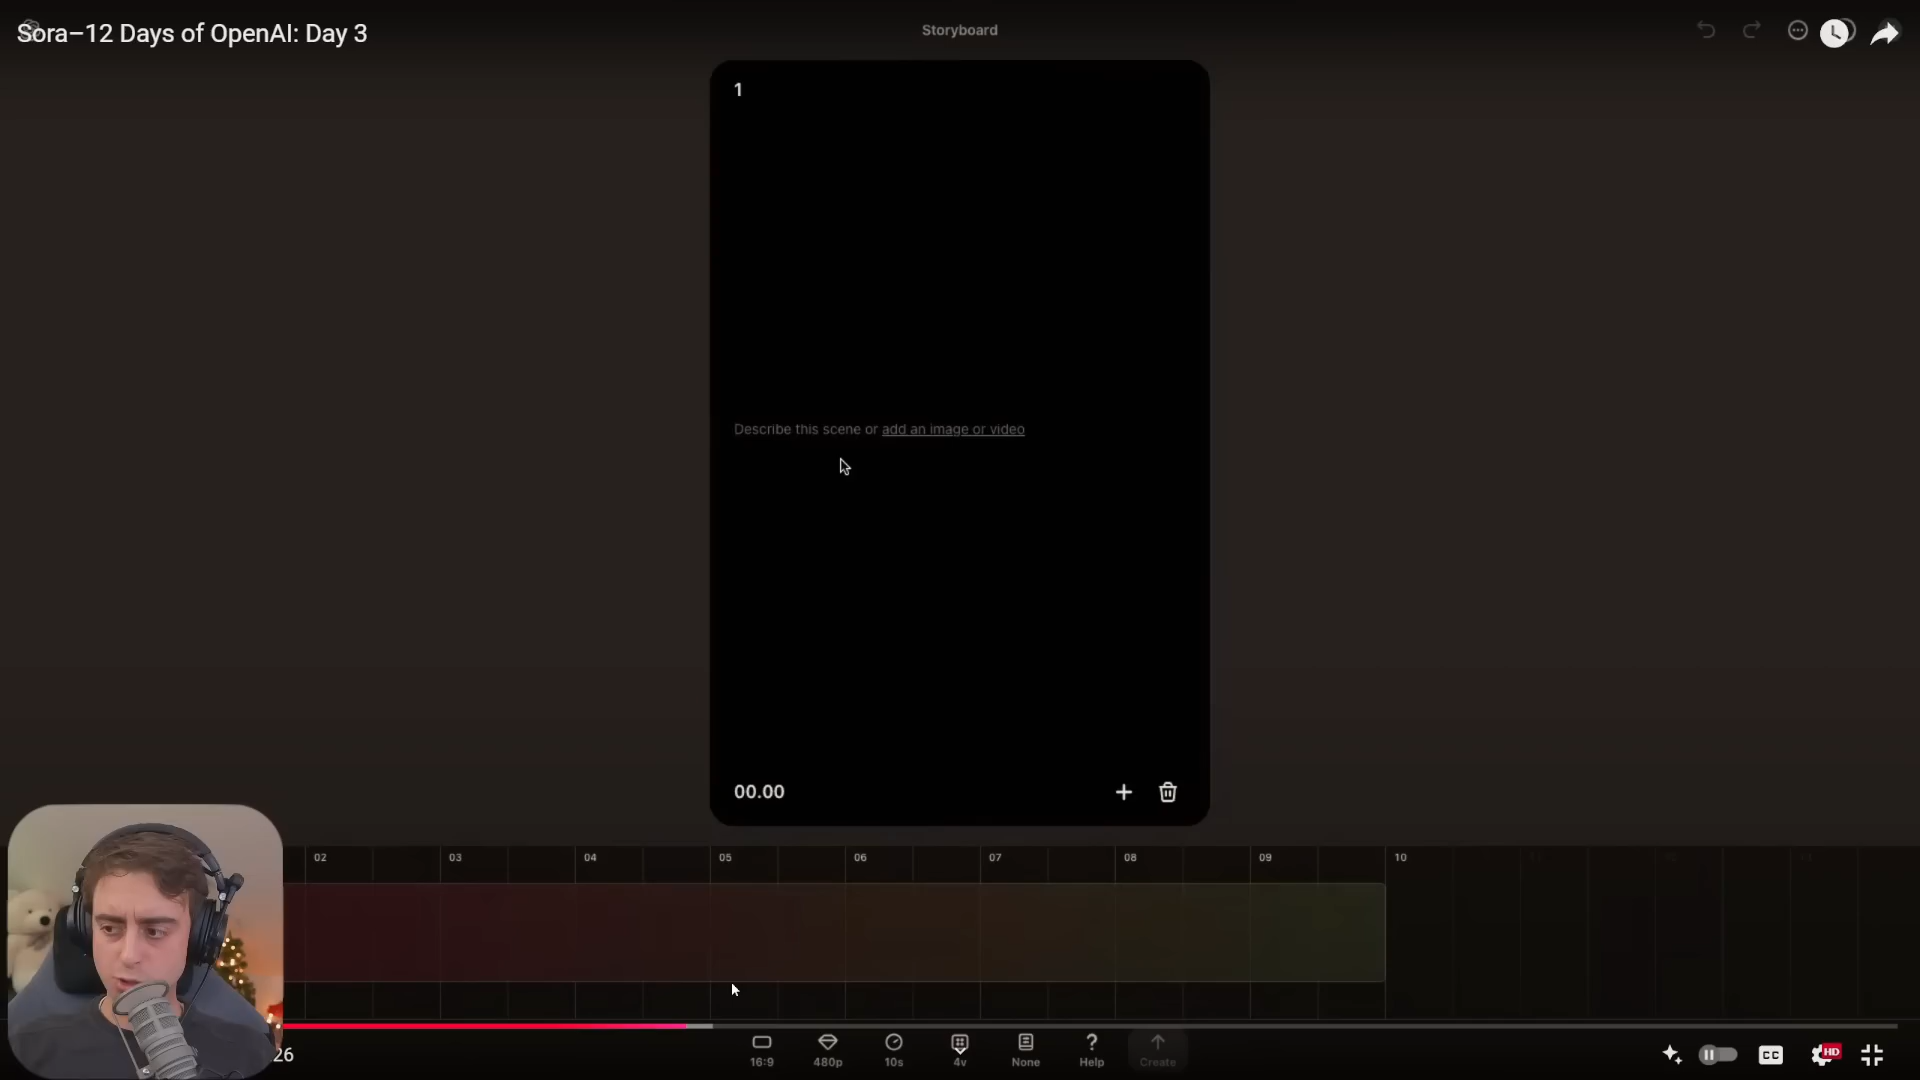 Sora–12 Days of OpenAI: Day 3
Storyboard
1
Describe this scene or add an image or video
00.00
02 03 04 05 06 07 08 09 10
26
16:9 480p 10s 4v None Help Create
CC
HD